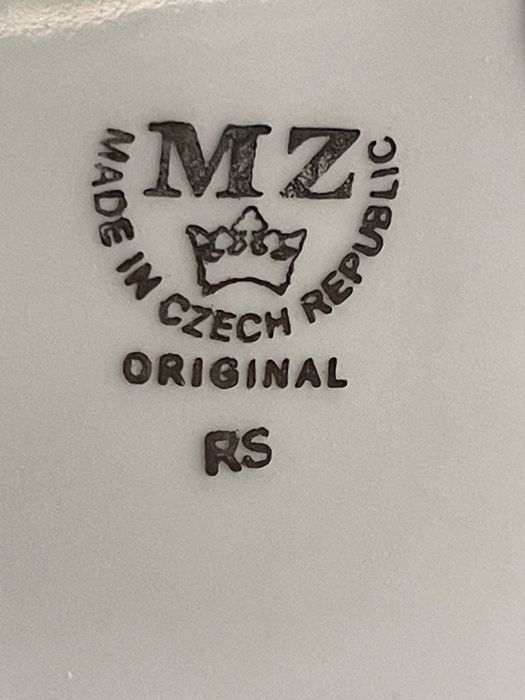 MZ
MADE IN CZECH REPUBLIC
ORIGINAL
RS